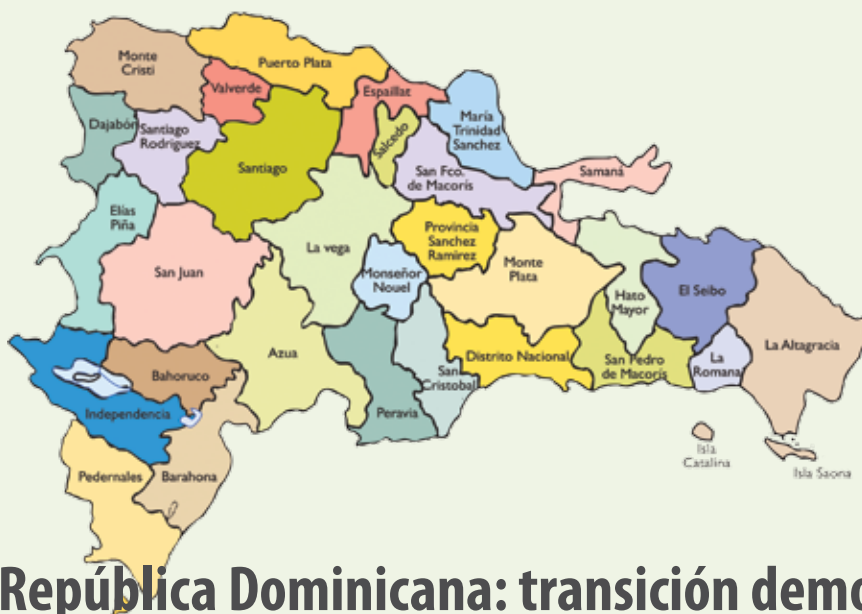 Monte
Cristi
Puerto Plata
Valverde
Espaillat
María
Trinidad
Sanchez
Dajabón
Santiago
Rodriguez
Salcedo
Santiago
San Fco.
de Macorís
Samaná
Elías
Piña
Provincia
Sanchez
Ramirez
La vega
Monte
Plata
San Juan
Monseñor
Nouel
El Seibo
Hato
Mayor
La Altagracia
Azua
Distrito Nacional
San Pedro
de Macorís
La
Romana
Bahoruco
San
Cristobal
Independencia
Peravia
Isla
Catalina
Isla Saona
Pedernales
Barahona
República Dominicana: transición demo